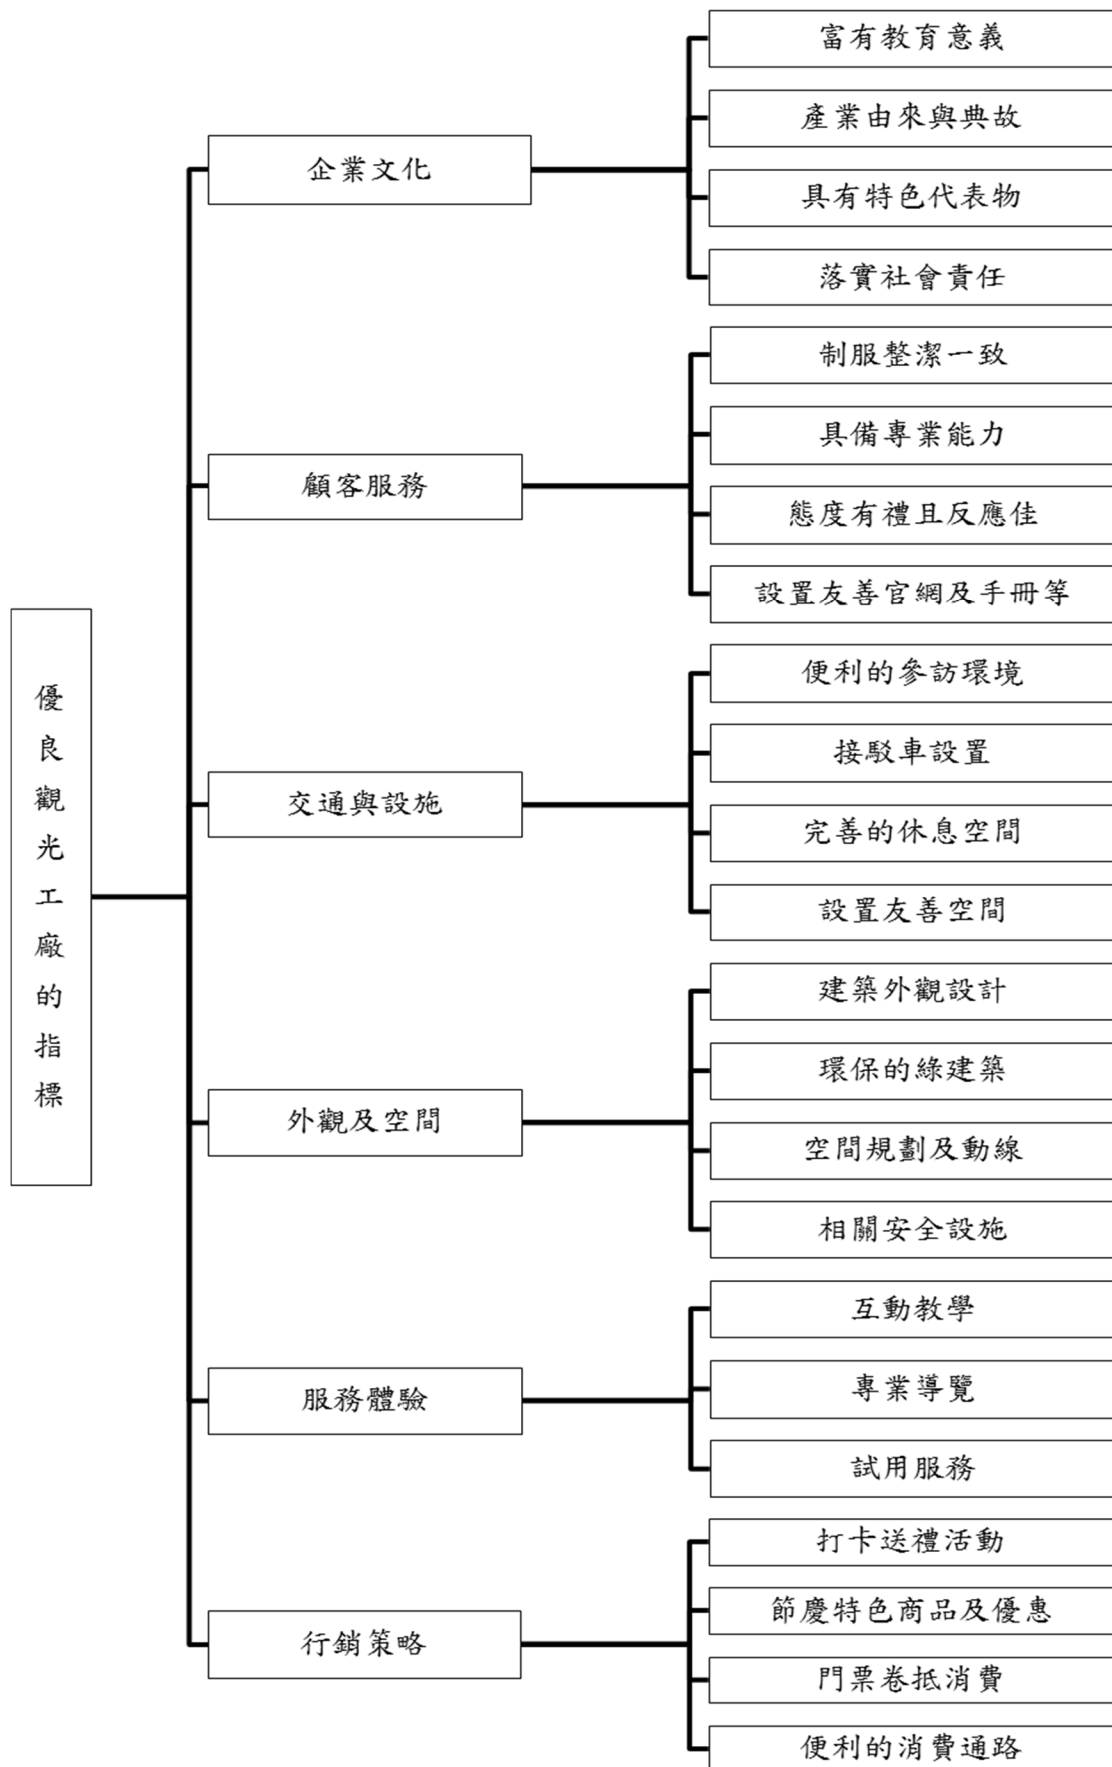 優良觀光工廠的指標
企業文化
富有教育意義
產業由來與典故
具有特色代表物
落實社會責任
顧客服務
制服整潔一致
具備專業能力
態度有禮且反應佳
設置友善官網及手冊等
交通與設施
便利的參訪環境
接駁車設置
完善的休息空間
設置友善空間
外觀及空間
建築外觀設計
環保的綠建築
空間規劃及動線
相關安全設施
服務體驗
互動教學
專業導覽
試用服務
行銷策略
打卡送禮活動
節慶特色商品及優惠
門票卷抵消費
便利的消費通路